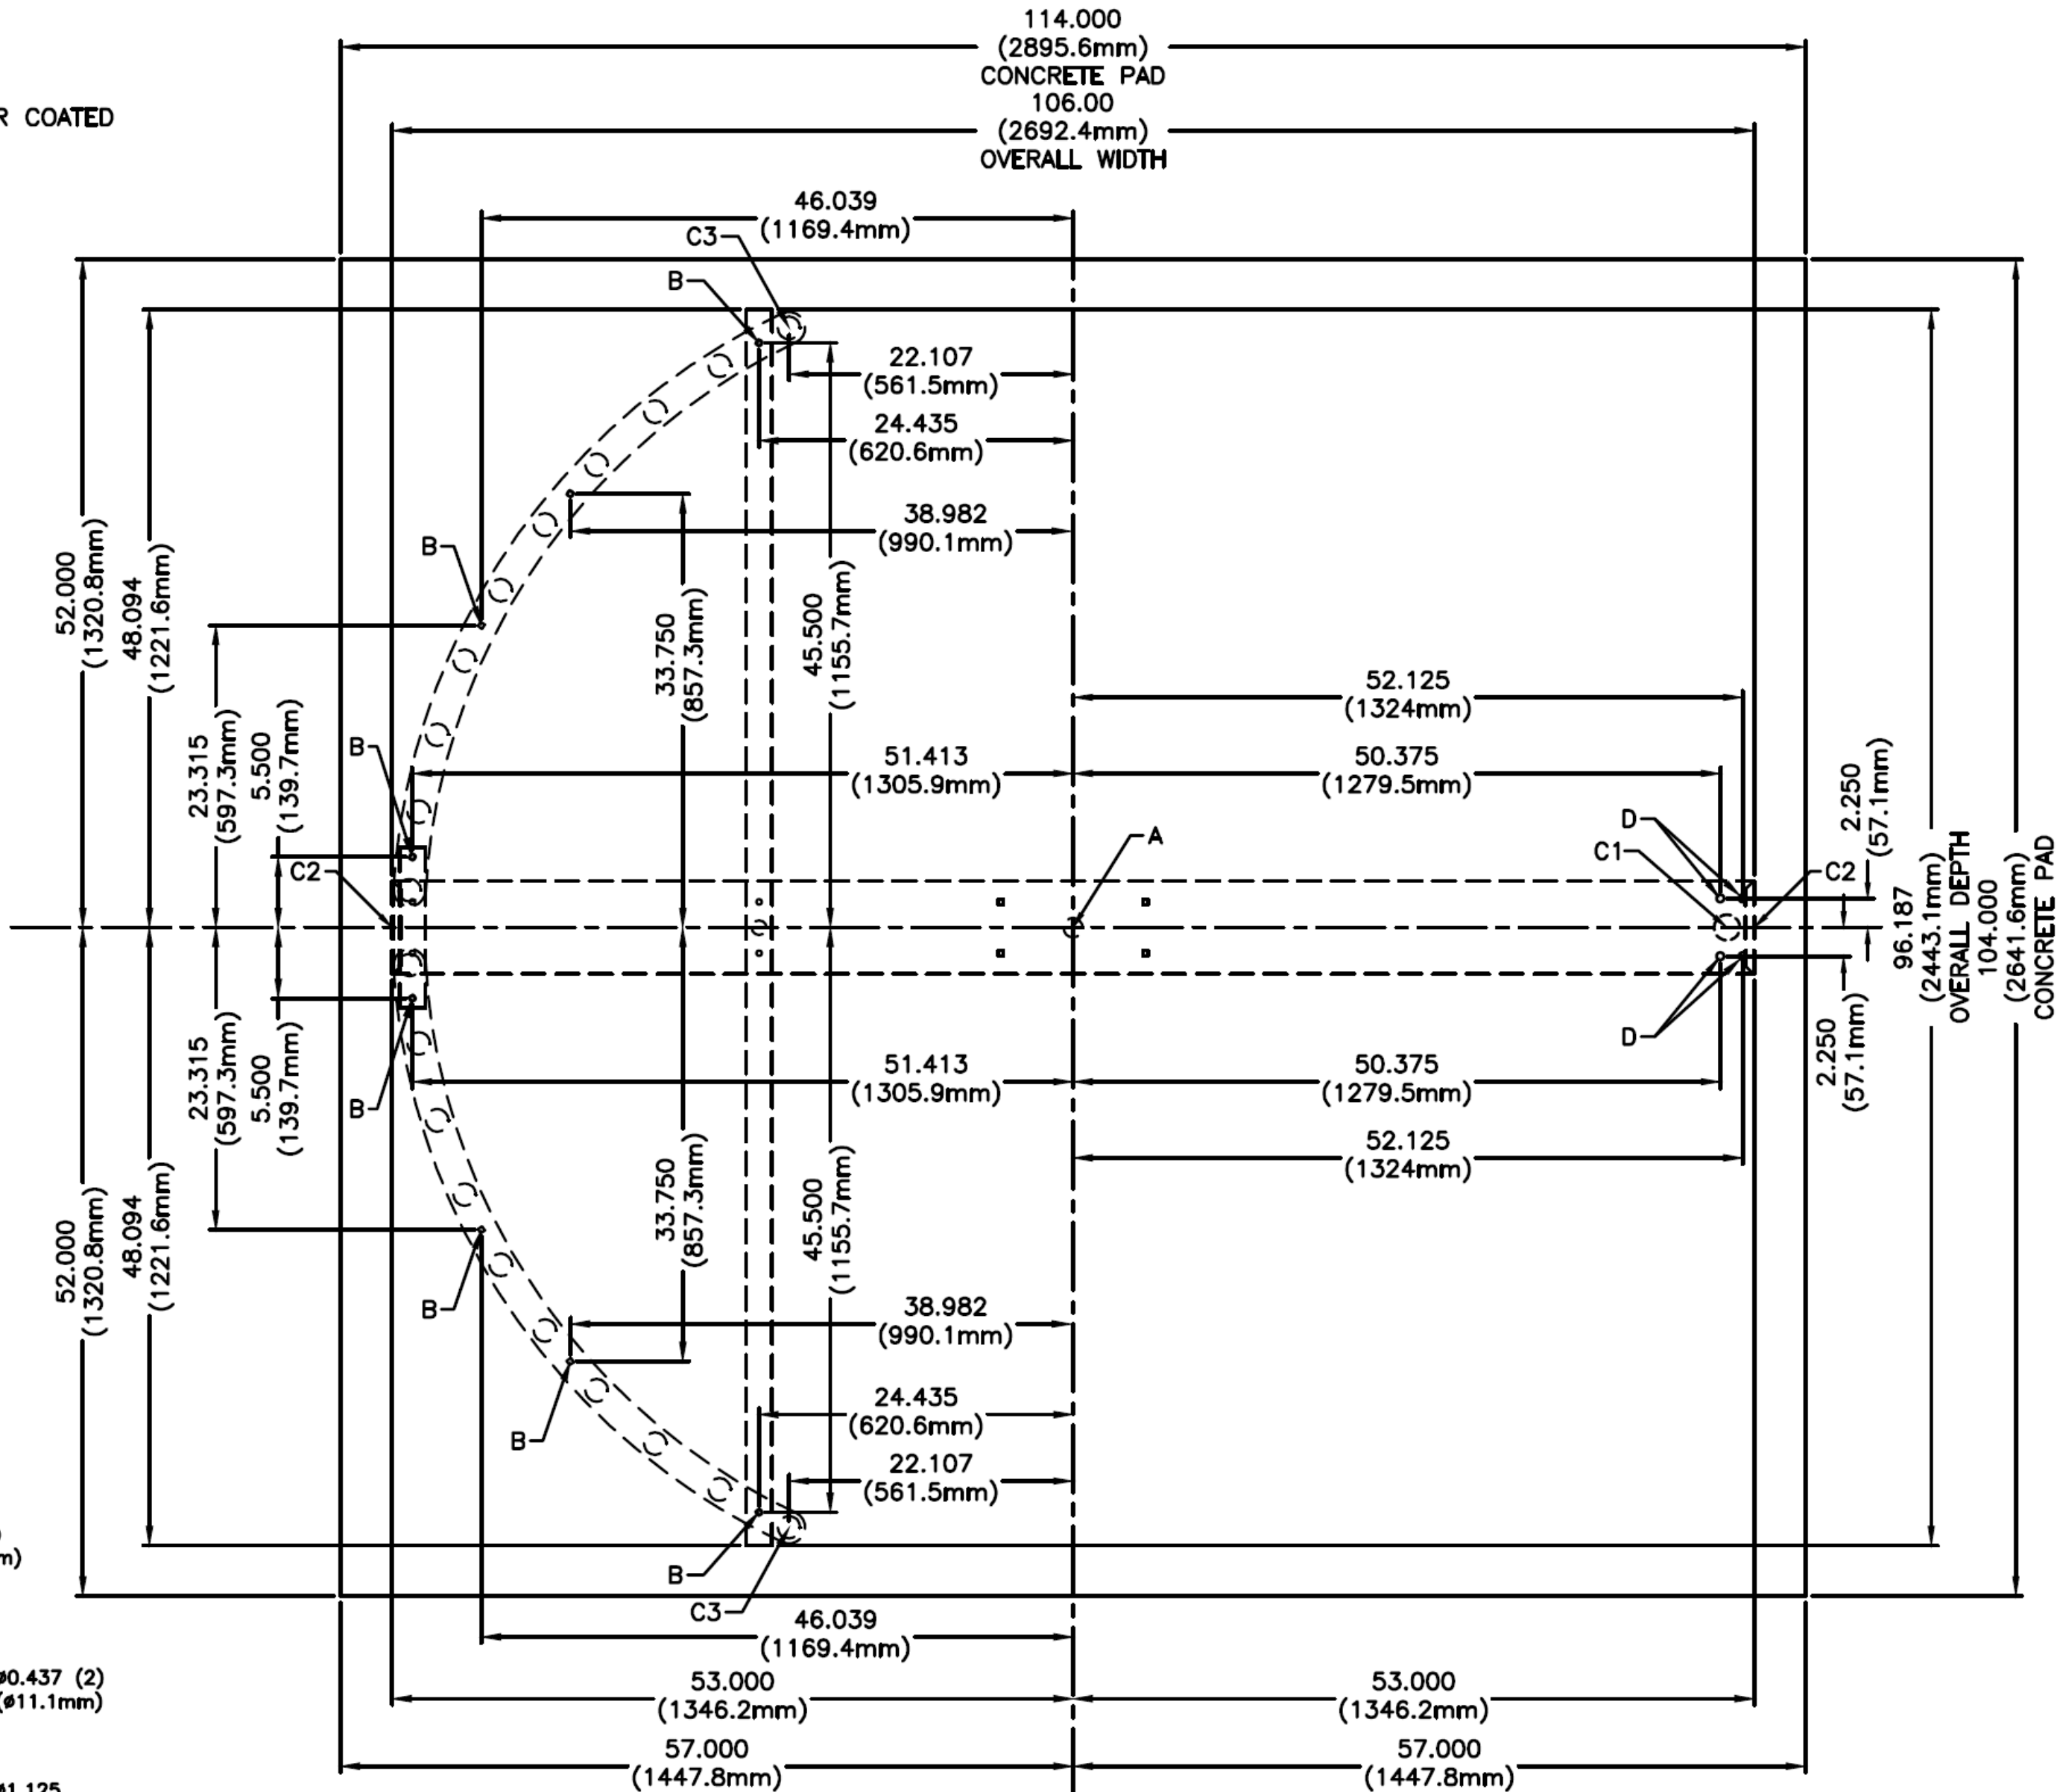 114.000
(2895.6mm)
CONCRETE PAD
106.00
(2692.4mm)
OVERALL WIDTH
R COATED
46.039
(1169.4mm)
C3
B
22.107
(561.5mm)
24.435
(620.6mm)
38.982
(990.1mm)
B
52.000
(1320.8mm)
48.094
(1221.6mm)
33.750
(857.3mm)
45.500
(1155.7mm)
52.125
(1324mm)
23.315
(597.3mm)
5.500
(139.7mm)
B
51.413
(1305.9mm)
50.375
(1279.5mm)
2.250
(57.1mm)
D
C1
A
C2
C2
96.187
(2443.1mm)
OVERALL DEPTH
104.000
(2641.6mm)
CONCRETE PAD
D
2.250
(57.1mm)
23.315
(597.3mm)
5.500
(139.7mm)
B
51.413
(1305.9mm)
50.375
(1279.5mm)
52.125
(1324mm)
52.000
(1320.8mm)
48.094
(1221.6mm)
33.750
(857.3mm)
45.500
(1155.7mm)
B
38.982
(990.1mm)
B
24.435
(620.6mm)
22.107
(561.5mm)
m)
B
C3
46.039
(1169.4mm)
ø0.437 (2)
(ø11.1mm)
53.000
(1346.2mm)
53.000
(1346.2mm)
57.000
(1447.8mm)
57.000
(1447.8mm)